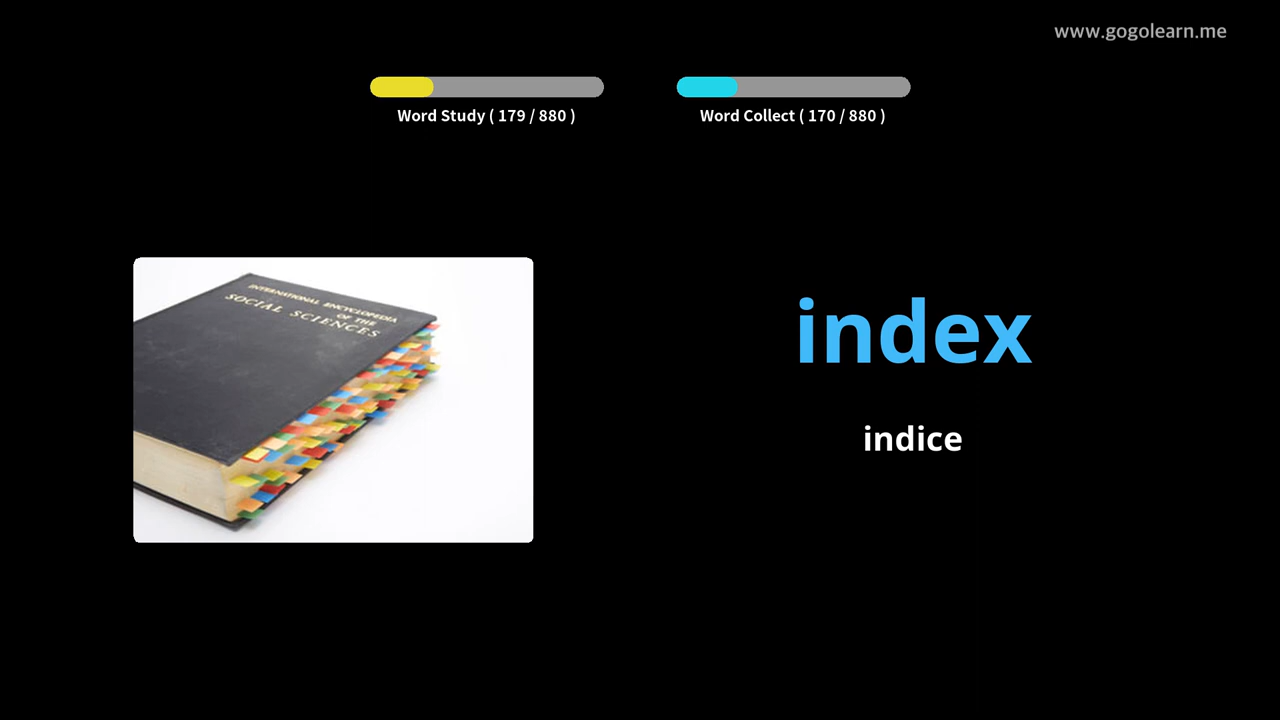 www.gogolearn.me
Word Study ( 179 / 880 )
Word Collect ( 170 / 880 )
INTERNATIONAL ENCYCLOPEDIA
OF THE
SOCIAL SCIENCES
index
indice